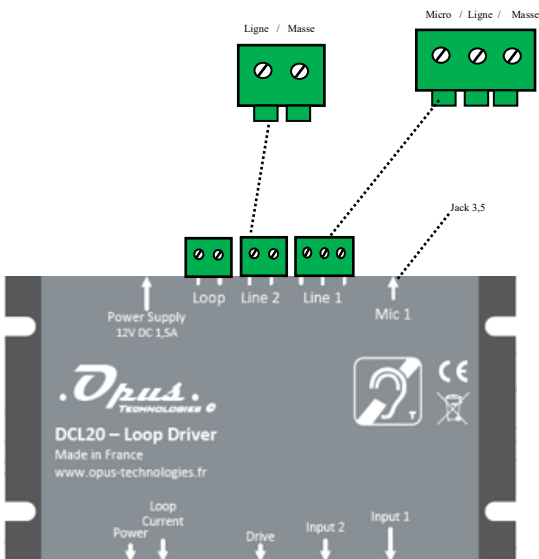 Micro / Ligne / Masse
Ligne / Masse
Jack 3,5
Loop Line 2 Line 1 Mic 1
Power Supply
12V DC 1,5A
.Opus.
TECHNOLOGIES ©
T
CE
DCL20 – Loop Driver
Made in France
www.opus-technologies.fr
Loop
Current
Power
Drive
Input 2
Input 1